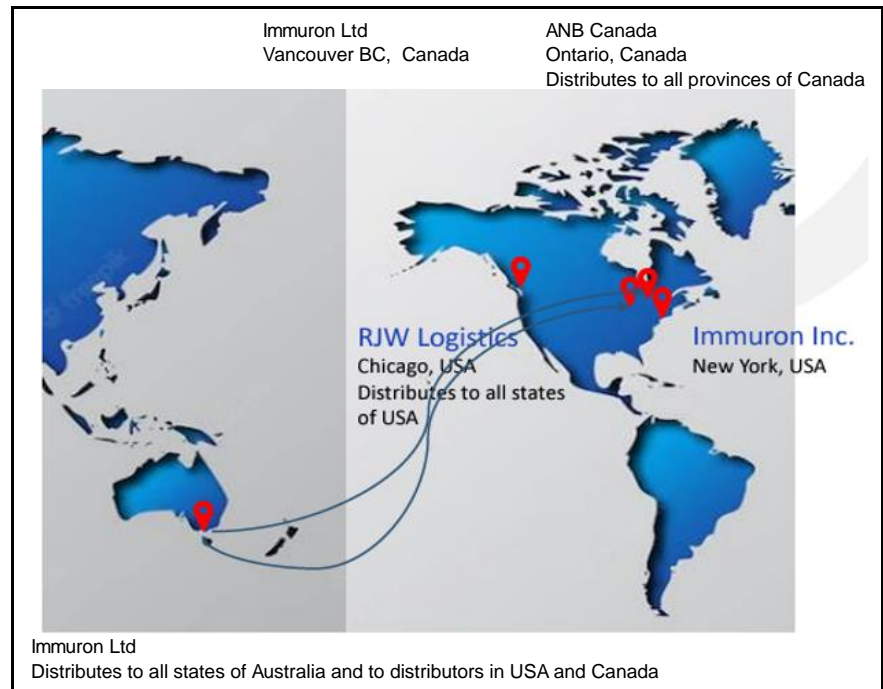 Immuron Ltd
Vancouver BC, Canada
ANB Canada
Ontario, Canada
Distributes to all provinces of Canada
RJW Logistics
Chicago, USA
Distributes to all states
of USA
Immuron Inc.
New York, USA
Immuron Ltd
Distributes to all states of Australia and to distributors in USA and Canada